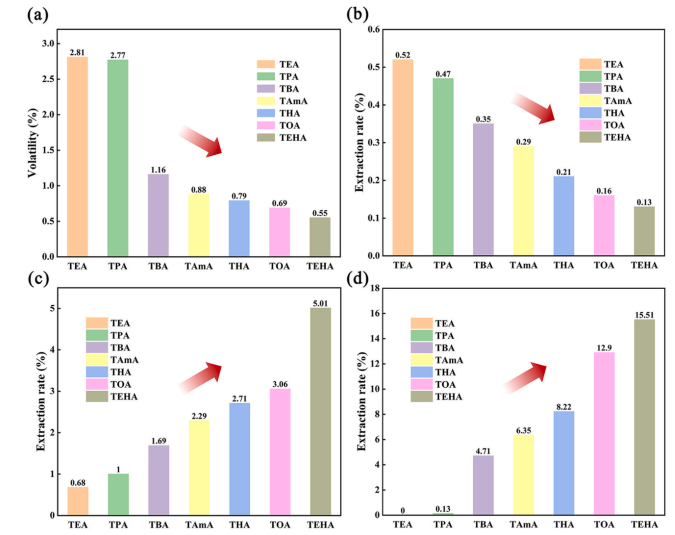 (a)
Volatility (%)
3.0
2.5
2.0
1.5
1.0
0.5
0.0
2.81
2.77
1.16
0.88
0.79
0.69
0.55
TEA
TPA
TBA
TAmA
THA
TOA
TEHA
TEA
TPA
TBA
TAmA
THA
TOA
TEHA
(b)
Extraction rate (%)
0.6
0.5
0.4
0.3
0.2
0.1
0.0
0.52
0.47
0.35
0.29
0.21
0.16
0.13
TEA
TPA
TBA
TAmA
THA
TOA
TEHA
TEA
TPA
TBA
TAmA
THA
TOA
TEHA
(c)
Extraction rate (%)
5
4
3
2
1
0
0.68
1
1.69
2.29
2.71
3.06
5.01
TEA
TPA
TBA
TAmA
THA
TOA
TEHA
TEA
TPA
TBA
TAmA
THA
TOA
TEHA
(d)
Extraction rate (%)
18
16
14
12
10
8
6
4
2
0
0
0.13
4.71
6.35
8.22
12.9
15.51
TEA
TPA
TBA
TAmA
THA
TOA
TEHA
TEA
TPA
TBA
TAmA
THA
TOA
TEHA